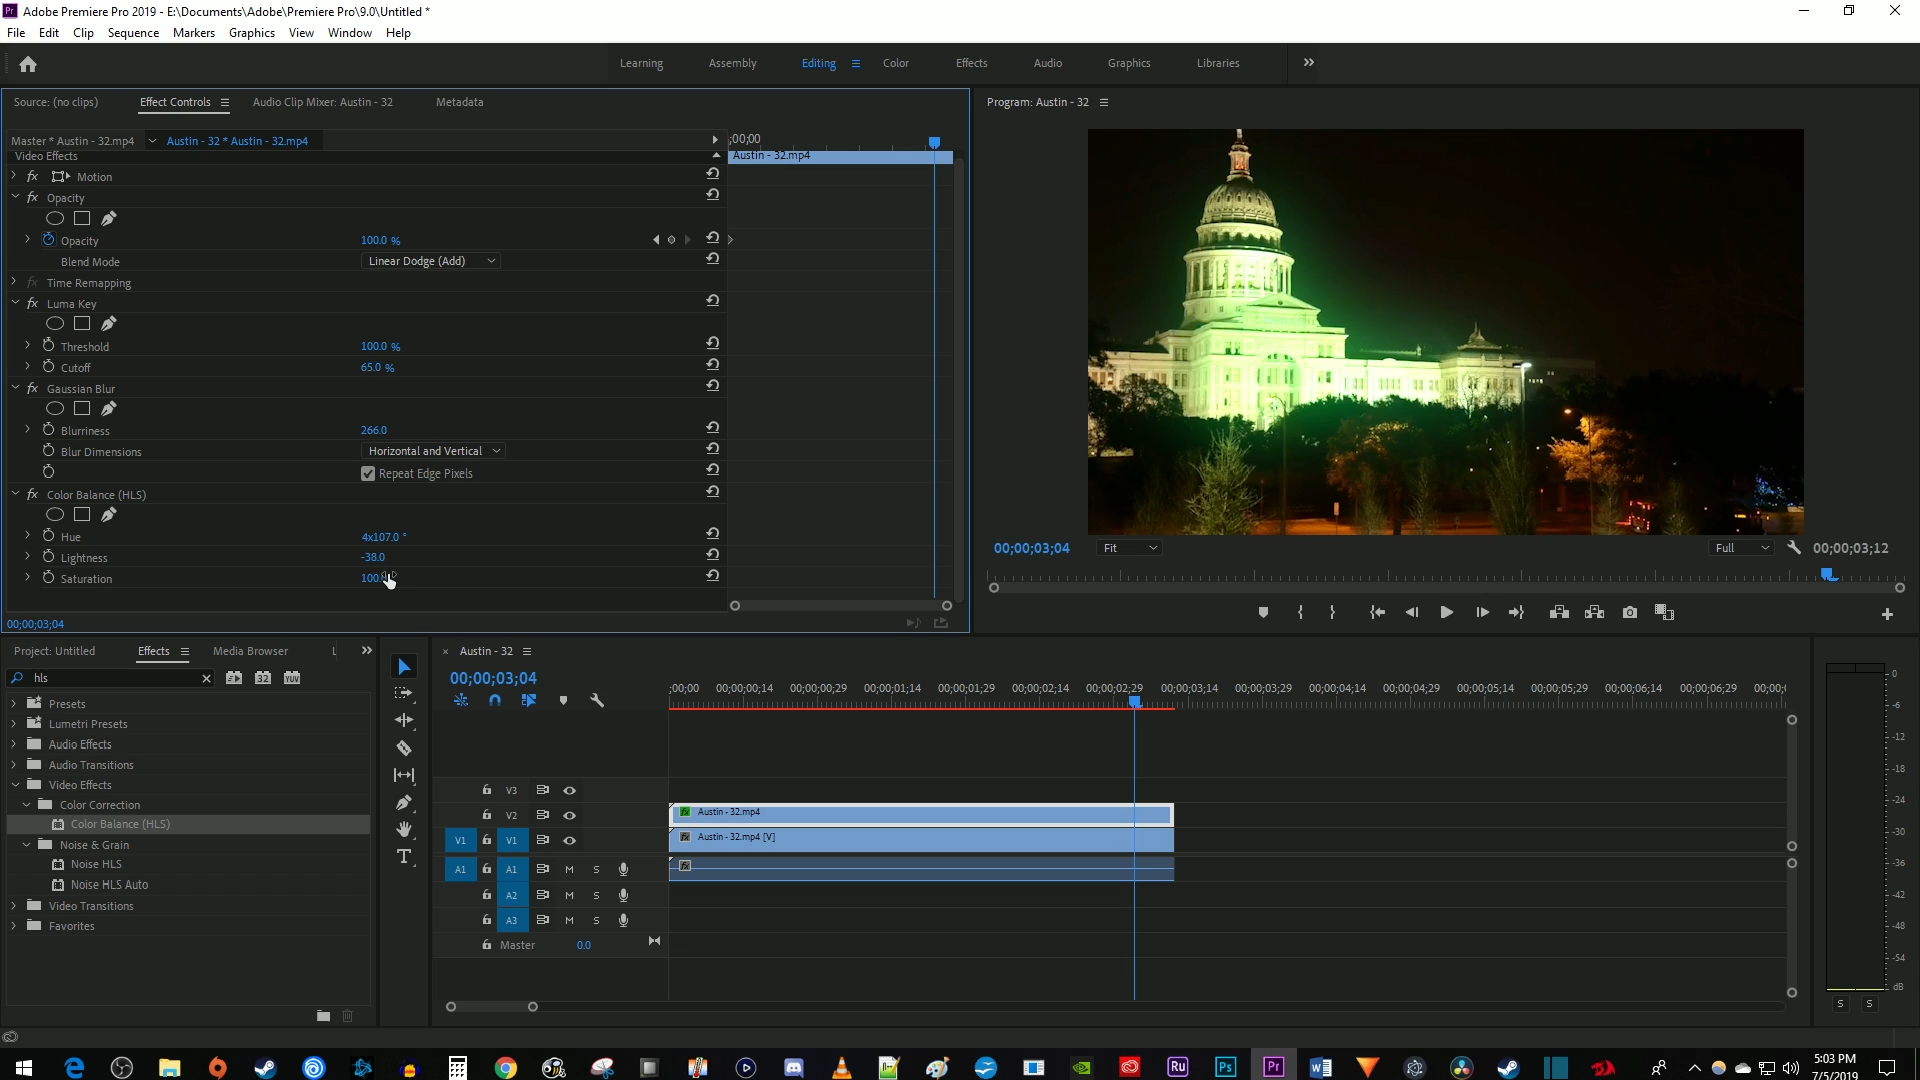 Adobe Premiere Pro 2019 - E:\Documents\Adobe\Premiere Pro\9.0\Untitled *
File Edit Clip Sequence Markers Graphics View Window Help
Learning Assembly Editing Color Effects Audio Graphics Libraries
Source: (no clips) Effect Controls Audio Clip Mixer: Austin - 32 Metadata
Program: Austin - 32
Master * Austin - 32.mp4 Austin - 32 * Austin - 32.mp4
;00;00
Video Effects
Austin - 32.mp4
fx Motion
fx Opacity
Opacity 100.0 %
Blend Mode Linear Dodge (Add)
fx Time Remapping
fx Luma Key
Threshold 100.0 %
Cutoff 65.0 %
fx Gaussian Blur
Blurriness 266.0
Blur Dimensions Horizontal and Vertical
Repeat Edge Pixels
fx Color Balance (HLS)
Hue 4x107.0 °
Lightness -38.0
Saturation
00;00;03;04
00;00;03;04 Fit Full 00;00;03;12
Project: Untitled Effects Media Browser
hls
32 YUV
Presets
Lumetri Presets
Audio Effects
Audio Transitions
Video Effects
Color Correction
Color Balance (HLS)
Noise & Grain
Noise HLS
Noise HLS Auto
Video Transitions
Favorites
Austin - 32
00;00;03;04
;00;00 00;00;00;14 00;00;00;29 00;00;01;14 00;00;01;29 00;00;02;14 00;00;02;29 00;00;03;14 00;00;03;29 00;00;04;14 00;00;04;29 00;00;05;14 00;00;05;29 00;00;06;14 00;00;06;29
V3
V2 fx Austin - 32.mp4
V1 V1 fx Austin - 32.mp4 [V]
A1 A1 M S fx
A2 M S
A3 M S
Master 0.0
0
-6
-12
-18
-24
-30
-36
-42
-48
-54
dB
S S
Ru Ps Pr
5:03 PM
7/5/2019